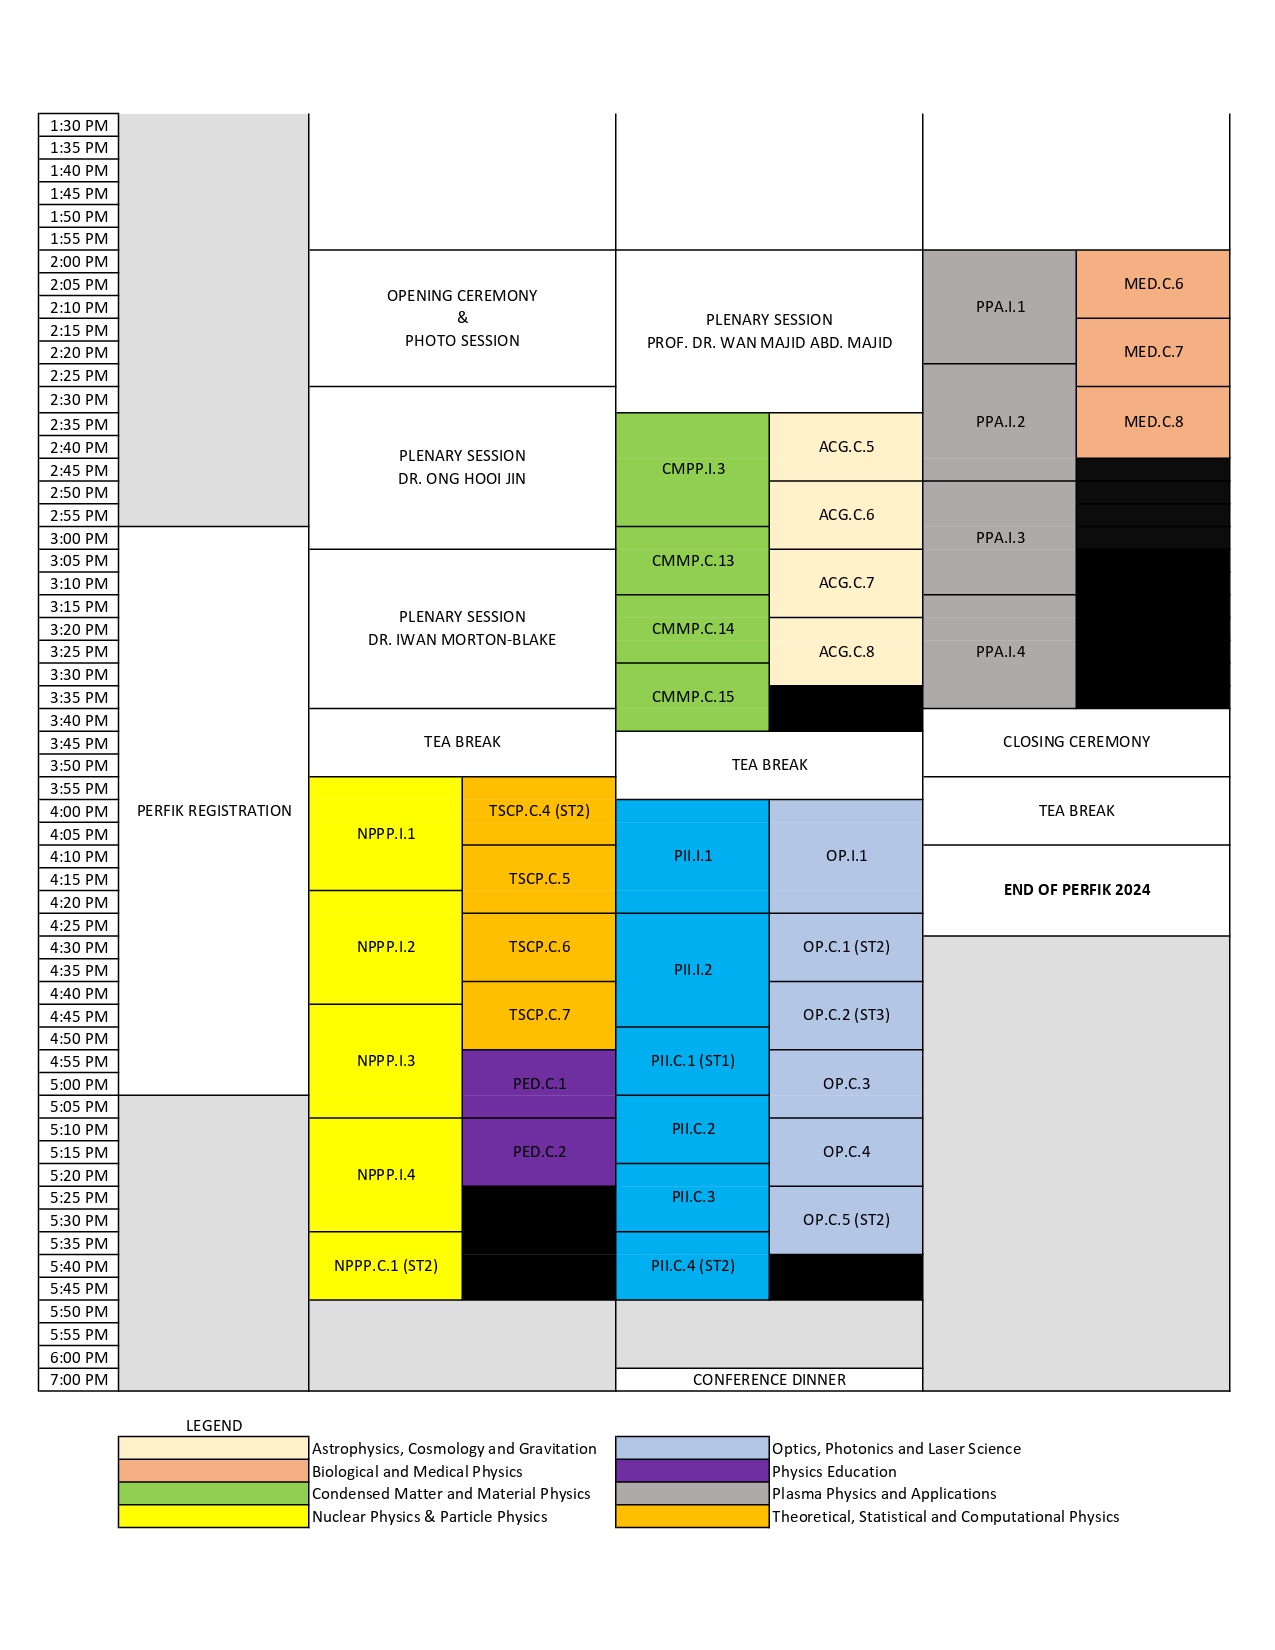 1:30 PM
1:35 PM
1:40 PM
1:45 PM
1:50 PM
1:55 PM
2:00 PM
2:05 PM
2:10 PM
2:15 PM
2:20 PM
2:25 PM
2:30 PM
2:35 PM
2:40 PM
2:45 PM
2:50 PM
2:55 PM
3:00 PM
3:05 PM
3:10 PM
3:15 PM
3:20 PM
3:25 PM
3:30 PM
3:35 PM
3:40 PM
3:45 PM
3:50 PM
3:55 PM
4:00 PM
4:05 PM
4:10 PM
4:15 PM
4:20 PM
4:25 PM
4:30 PM
4:35 PM
4:40 PM
4:45 PM
4:50 PM
4:55 PM
5:00 PM
5:05 PM
5:10 PM
5:15 PM
5:20 PM
5:25 PM
5:30 PM
5:35 PM
5:40 PM
5:45 PM
5:50 PM
5:55 PM
6:00 PM
7:00 PM
PERFIK REGISTRATION
OPENING CEREMONY
&
PHOTO SESSION
PLENARY SESSION
DR. ONG HOOI JIN
PLENARY SESSION
DR. IWAN MORTON-BLAKE
TEA BREAK
NPPP.I.1
NPPP.I.2
NPPP.I.3
NPPP.I.4
NPPP.C.1 (ST2)
TSCP.C.4 (ST2)
TSCP.C.5
TSCP.C.6
TSCP.C.7
PED.C.1
PED.C.2
PLENARY SESSION
PROF. DR. WAN MAJID ABD. MAJID
CMPP.I.3
CMMP.C.13
CMMP.C.14
CMMP.C.15
ACG.C.5
ACG.C.6
ACG.C.7
ACG.C.8
TEA BREAK
PII.I.1
PII.I.2
PII.C.1 (ST1)
PII.C.2
PII.C.3
PII.C.4 (ST2)
OP.I.1
OP.C.1 (ST2)
OP.C.2 (ST3)
OP.C.3
OP.C.4
OP.C.5 (ST2)
CONFERENCE DINNER
PPA.I.1
PPA.I.2
PPA.I.3
PPA.I.4
MED.C.6
MED.C.7
MED.C.8
CLOSING CEREMONY
TEA BREAK
END OF PERFIK 2024
LEGEND
Astrophysics, Cosmology and Gravitation
Biological and Medical Physics
Condensed Matter and Material Physics
Nuclear Physics & Particle Physics
Optics, Photonics and Laser Science
Physics Education
Plasma Physics and Applications
Theoretical, Statistical and Computational Physics